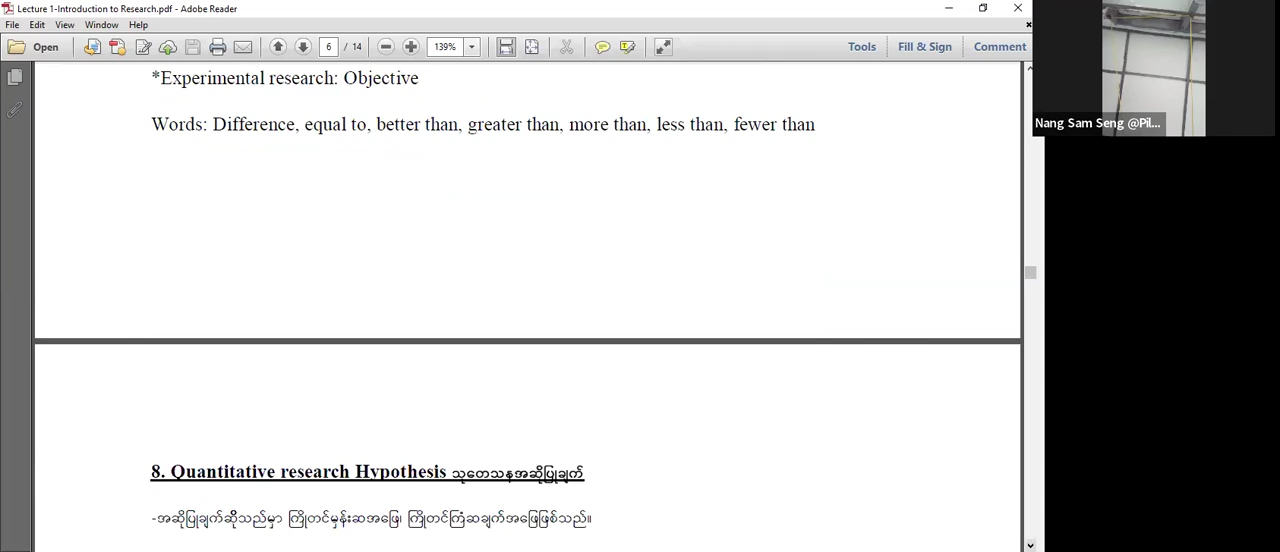 Lecture 1-Introduction to Research.pdf - Adobe Reader
File Edit View Window Help
Open 6 / 14 139% Tools Fill & Sign Comment
*Experimental research: Objective
Words: Difference, equal to, better than, greater than, more than, less than, fewer than
Nang Sam Seng @Pil...
8. Quantitative research Hypothesis သုတေသနအဆိုပြုချက်
-အဆိုပြုချက်ဆိုသည်မှာ ကြိုတင်မှန်းဆအဖြေ၊ ကြိုတင်ကြံဆချက်အဖြေဖြစ်သည်။